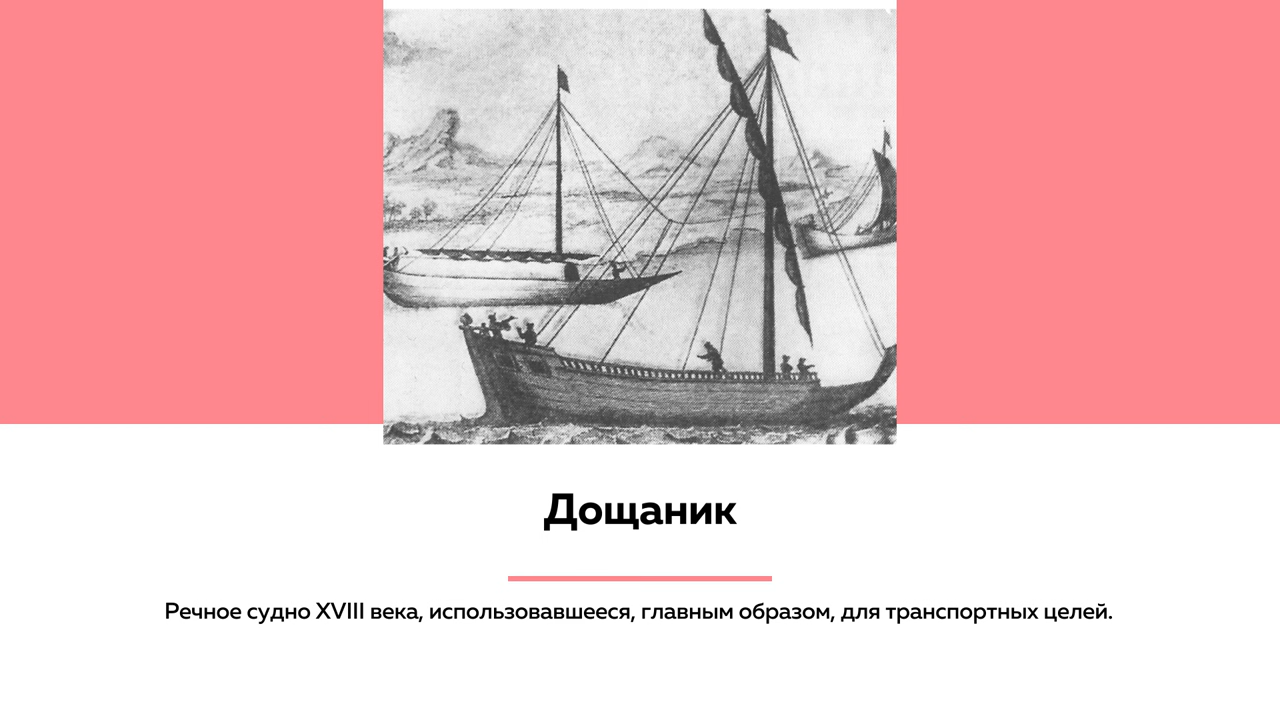 Дощаник
Речное судно XVIII века, использовавшееся, главным образом, для транспортных целей.